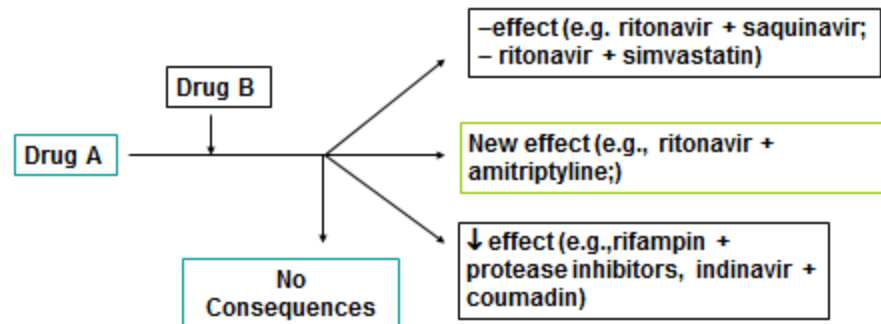 –effect (e.g. ritonavir + saquinavir;
– ritonavir + simvastatin)
Drug B
Drug A
New effect (e.g., ritonavir +
amitriptyline;)
↓ effect (e.g.,rifampin +
protease inhibitors, indinavir +
coumadin)
No
Consequences